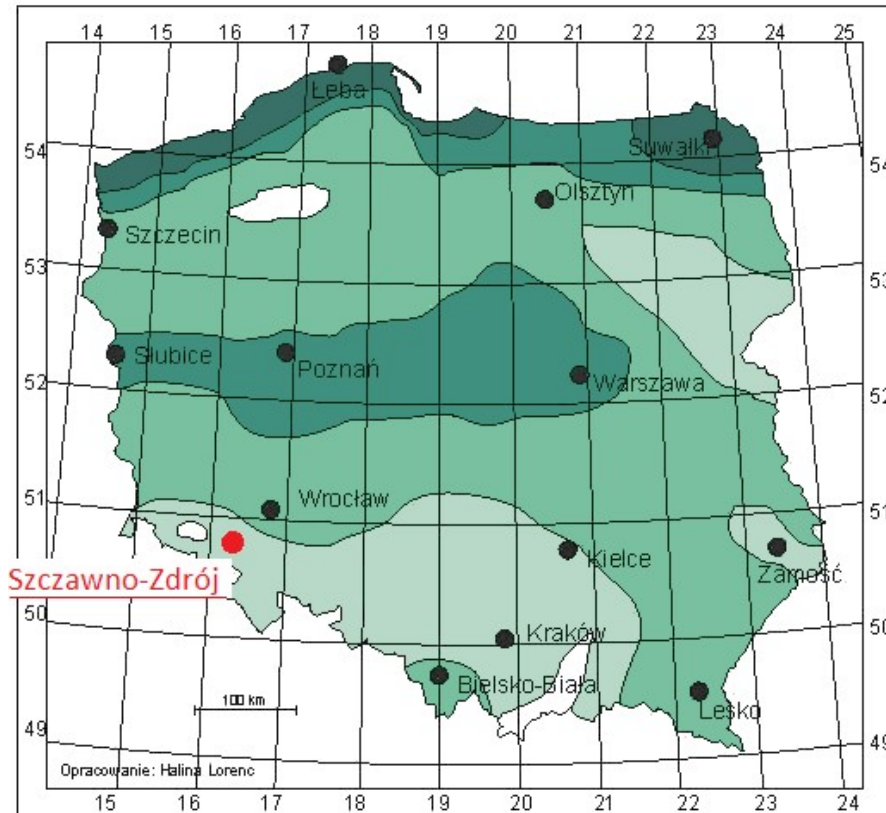 14 15 16 17 18 19 20 21 22 23 24 25
Łeba
54
Suwałki
54
Olsztyn
Szczecin
53
53
Słubice
Poznań
Warszawa
52
52
51
Wrocław
51
Kielce
Zamość
Szczawno-Zdrój
50
50
Kraków
Bielsko-Biała
Lesko
100 km
49
49
Opracowanie: Halina Lorenc
15 16 17 18 19 20 21 22 23 24